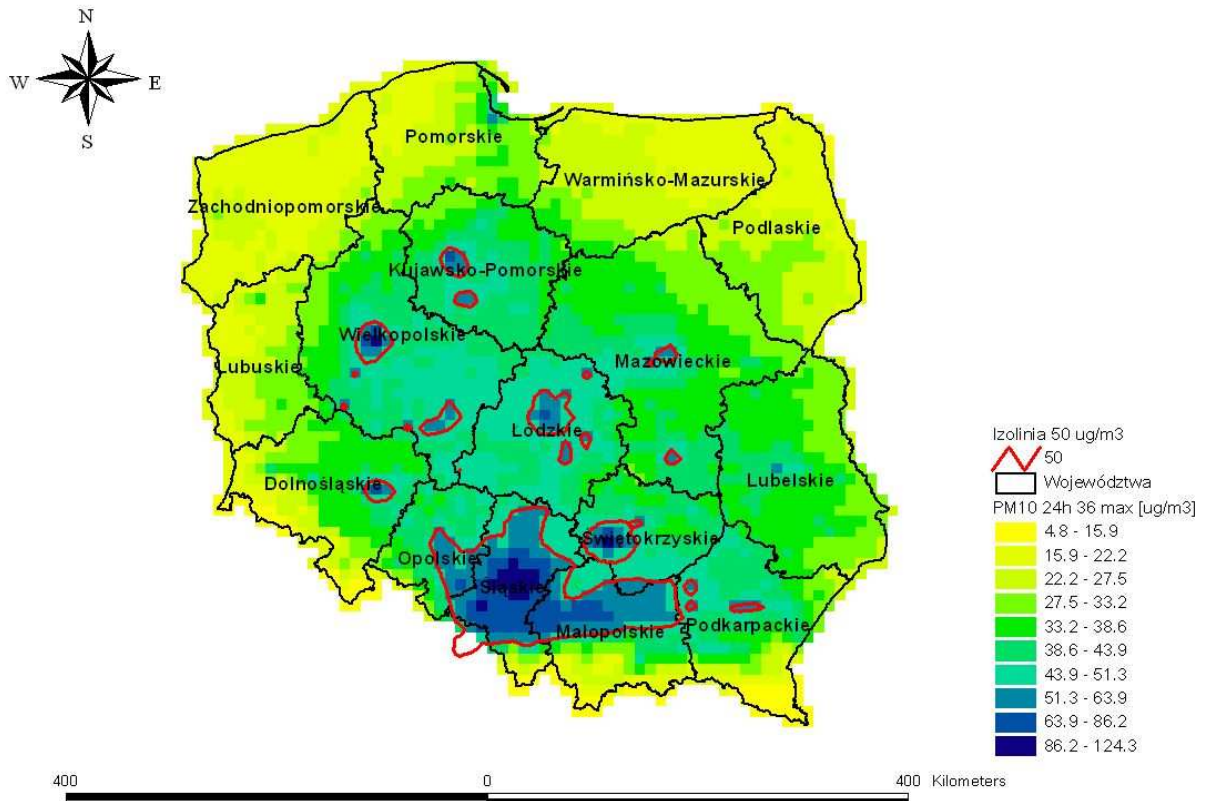 N
W E
S
Pomorskie
Warmińsko-Mazurskie
Zachodniopomorskie
Podlaskie
Kujawsko-Pomorskie
Wielkopolskie
Mazowieckie
Lubuskie
Lódzkie
Dolnośląskie
Lubelskie
Swiętokrzyskie
Opolskie
Śląskie
Malopolskie
Podkarpackie
Izolinia 50 ug/m3
50
Województwa
PM10 24h 36 max [ug/m3]
4.8 - 15.9
15.9 - 22.2
22.2 - 27.5
27.5 - 33.2
33.2 - 38.6
38.6 - 43.9
43.9 - 51.3
51.3 - 63.9
63.9 - 86.2
86.2 - 124.3
400 0 400 Kilometers